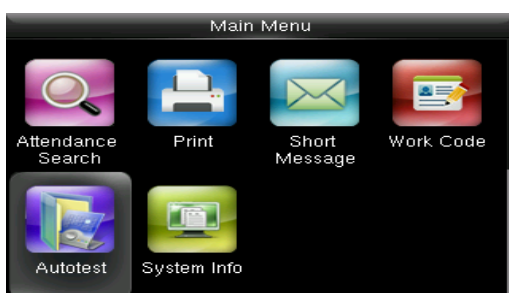 Main Menu
Attendance Search
Print
Short Message
Work Code
Autotest
System Info